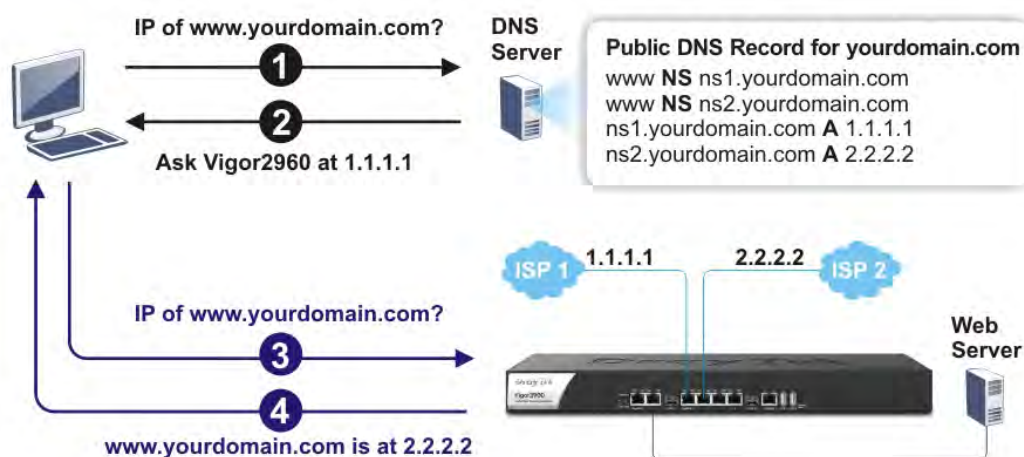 IP of www.yourdomain.com?
1
2
Ask Vigor2960 at 1.1.1.1
DNS
Server
Public DNS Record for yourdomain.com
www NS ns1.yourdomain.com
www NS ns2.yourdomain.com
ns1.yourdomain.com A 1.1.1.1
ns2.yourdomain.com A 2.2.2.2
ISP 1
1.1.1.1
2.2.2.2
ISP 2
IP of www.yourdomain.com?
3
4
www.yourdomain.com is at 2.2.2.2
Vigor2960
Web
Server